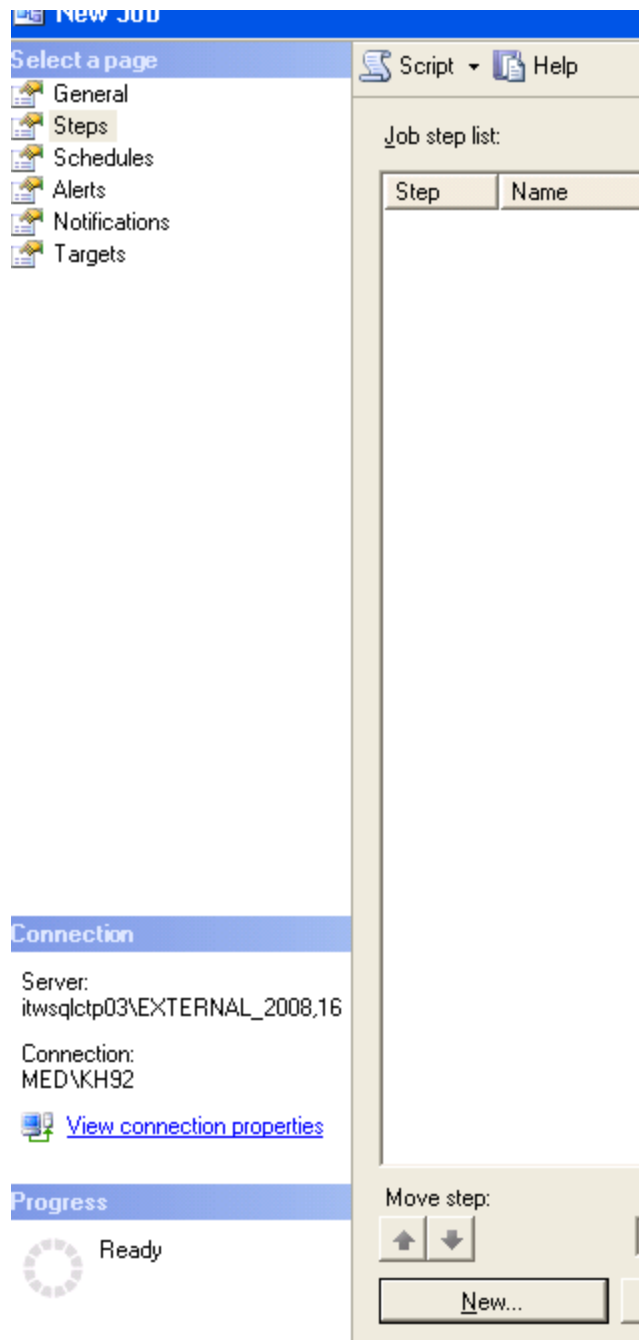 New Job
Select a page
General
Steps
Schedules
Alerts
Notifications
Targets
Connection
Server:
itwsqlctp03\EXTERNAL_2008,16
Connection:
MED\KH92
View connection properties
Progress
Ready
Script
Help
Job step list:
Step Name
Move step:
New...